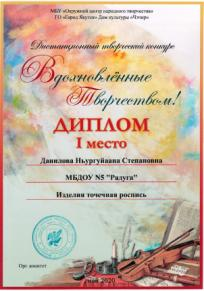 МБУ «Окружной центр народного творчества»
ГО «Город Якутск» Дом культуры «Чэчир»
Дистанционный творческий конкурс
Вдохновлённые
Творчеством!
ДИПЛОМ
I место
Данилова Ньургуйаана Степановна
МБДОУ N5 "Радуга"
Изделия точечная роспись
Орг. комитет
май 2020